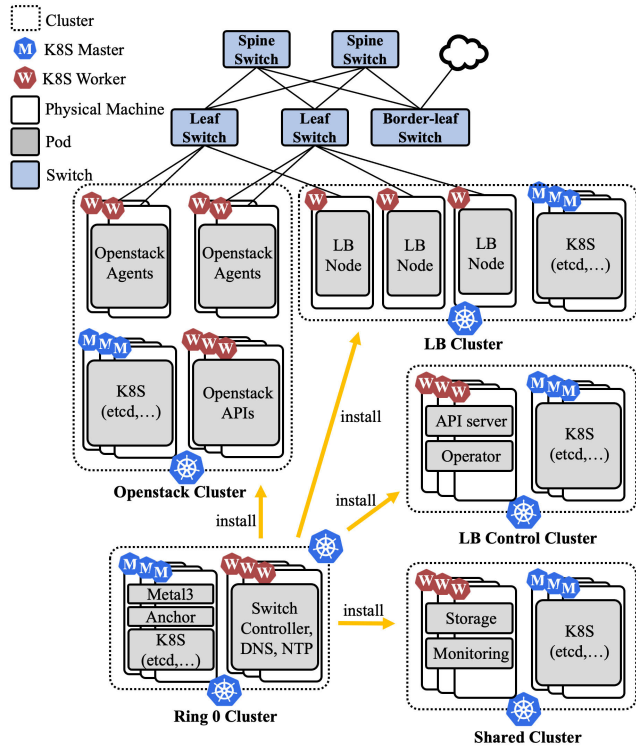 Cluster
M K8S Master
W K8S Worker
Physical Machine
Pod
Switch
Spine
Switch
Spine
Switch
Leaf
Switch
Leaf
Switch
Border-leaf
Switch
W W
Openstack
Agents
W W
Openstack
Agents
M M M
K8S
(etcd,...)
W W W
Openstack
APIs
Openstack Cluster
W
LB
Node
W
LB
Node
W
LB
Node
M M M
K8S
(etcd,...)
LB Cluster
install
install
install
install
W W W
API server
Operator
M M M
K8S
(etcd,...)
LB Control Cluster
M M M
Metal3
Anchor
K8S
(etcd,...)
W W W
Switch
Controller,
DNS, NTP
Ring 0 Cluster
W W W
Storage
Monitoring
M M M
K8S
(etcd,...)
Shared Cluster